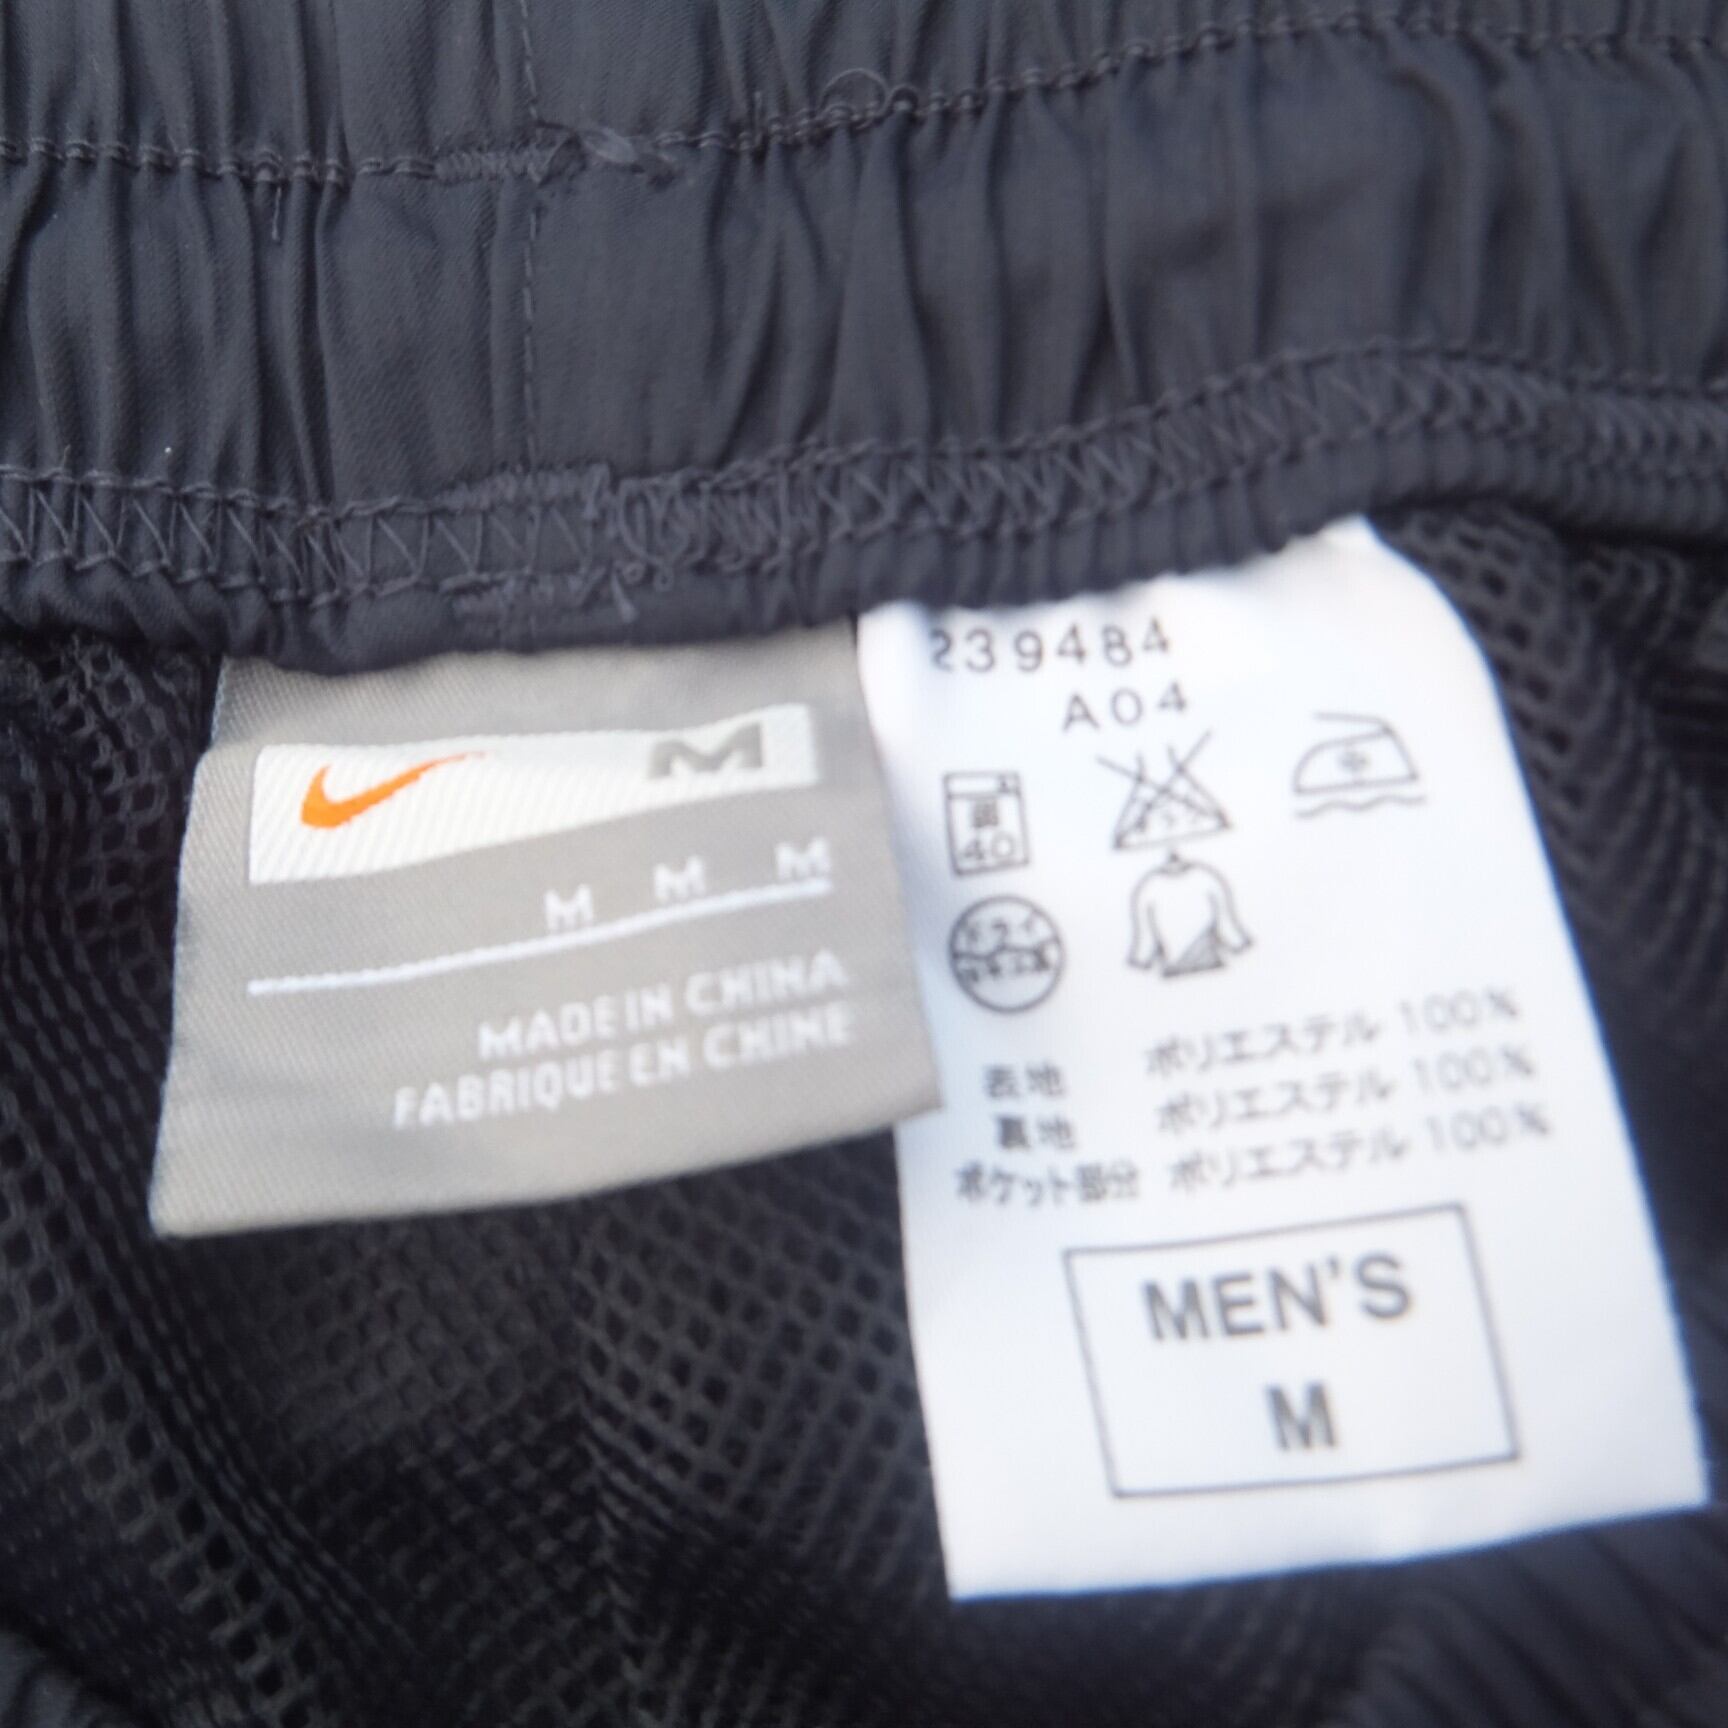 M
M M M
MADE IN CHINA
FABRIQUE EN CHINE
239484
A04
40
表地 ポリエステル 100%
裏地 ポリエステル 100%
ポケット部分 ポリエステル 100%
MEN'S
M